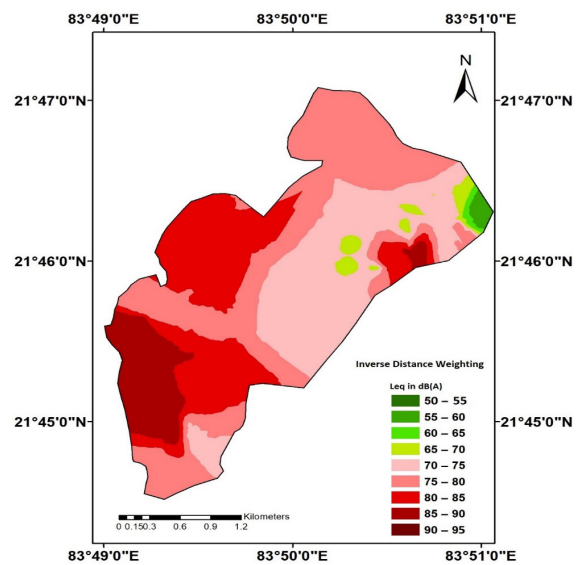 83°49'0"E 83°50'0"E 83°51'0"E
N
21°47'0"N 21°47'0"N
21°46'0"N 21°46'0"N
Inverse Distance Weighting
Leq in dB(A)
50 – 55
55 – 60
21°45'0"N 60 – 65 21°45'0"N
65 – 70
70 – 75
75 – 80
80 – 85
85 – 90
90 – 95
Kilometers
0 0.150.3 0.6 0.9 1.2
83°49'0"E 83°50'0"E 83°51'0"E